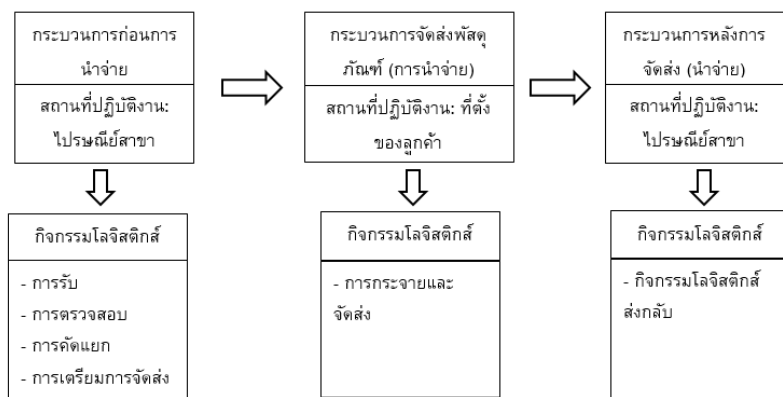 กระบวนการก่อนการ
นำจ่าย
สถานที่ปฏิบัติงาน:
ไปรษณีย์สาขา
กระบวนการจัดส่งพัสดุ
ภัณฑ์ (การนำจ่าย)
สถานที่ปฏิบัติงาน: ที่ตั้ง
ของลูกค้า
กระบวนการหลังการ
จัดส่ง (นำจ่าย)
สถานที่ปฏิบัติงาน:
ไปรษณีย์สาขา
กิจกรรมโลจิสติกส์
- การรับ
- การตรวจสอบ
- การคัดแยก
- การเตรียมการจัดส่ง
กิจกรรมโลจิสติกส์
- การกระจายและ
จัดส่ง
กิจกรรมโลจิสติกส์
- กิจกรรมโลจิสติกส์
ส่งกลับ